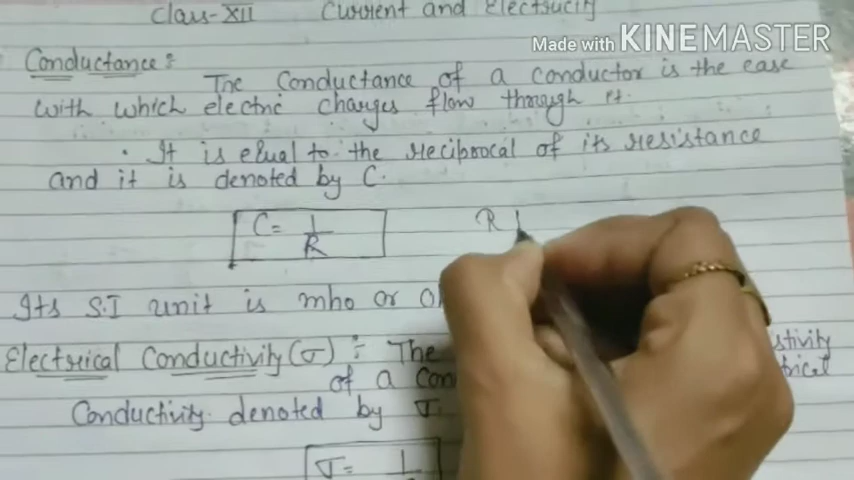 Class-XII Current and Electricity
Made with KINEMASTER
Conductance :
The Conductance of a conductor is the ease
with which electric charges flow through it.
· It is equal to the reciprocal of its resistance
and it is denoted by C.
C = 1/R R
Its S.I unit is mho or
Electrical Conductivity (σ) : The stivity
of a trical
Conductivity. denoted by σ
σ = 1